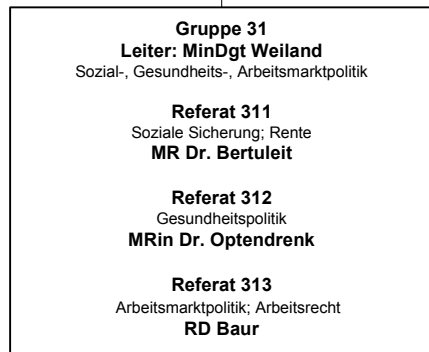 Gruppe 31
Leiter: MinDgt Weiland
Sozial-, Gesundheits-, Arbeitsmarktpolitik
Referat 311
Soziale Sicherung; Rente
MR Dr. Bertuleit
Referat 312
Gesundheitspolitik
MRin Dr. Optendrenk
Referat 313
Arbeitsmarktpolitik; Arbeitsrecht
RD Baur